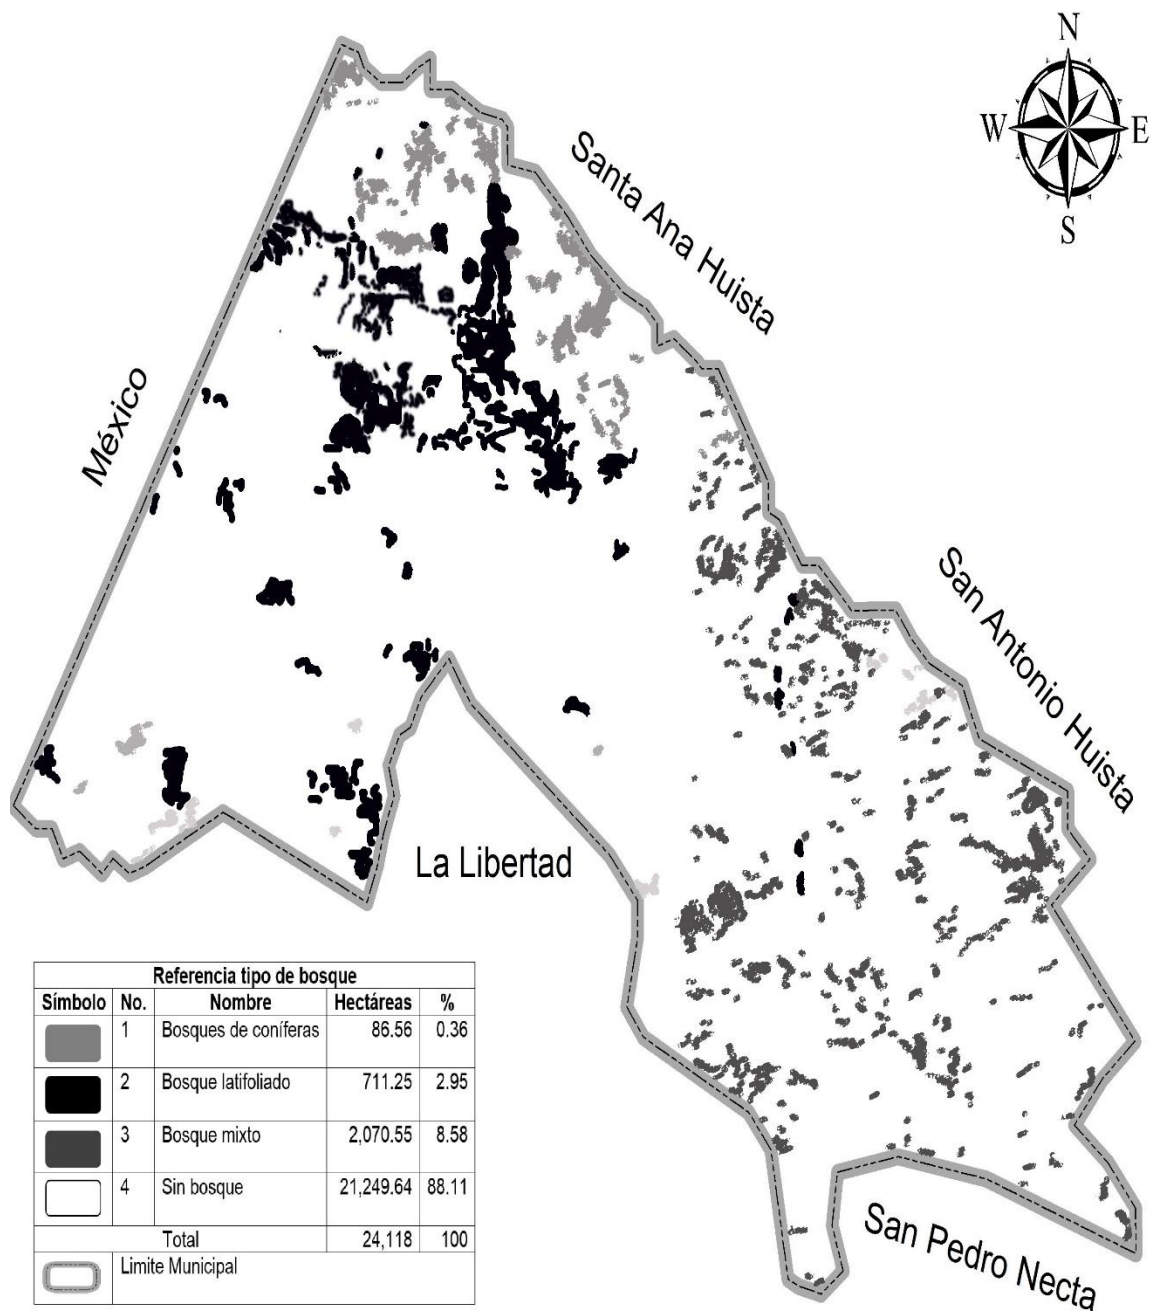 N
W E
S
Santa Ana Huista
México
San Antonio Huista
La Libertad
Referencia tipo de bosque
Símbolo No. Nombre Hectáreas %
1 Bosques de coníferas 86.56 0.36
2 Bosque latifoliado 711.25 2.95
3 Bosque mixto 2,070.55 8.58
4 Sin bosque 21,249.64 88.11
Total 24,118 100
Limite Municipal
San Pedro Necta